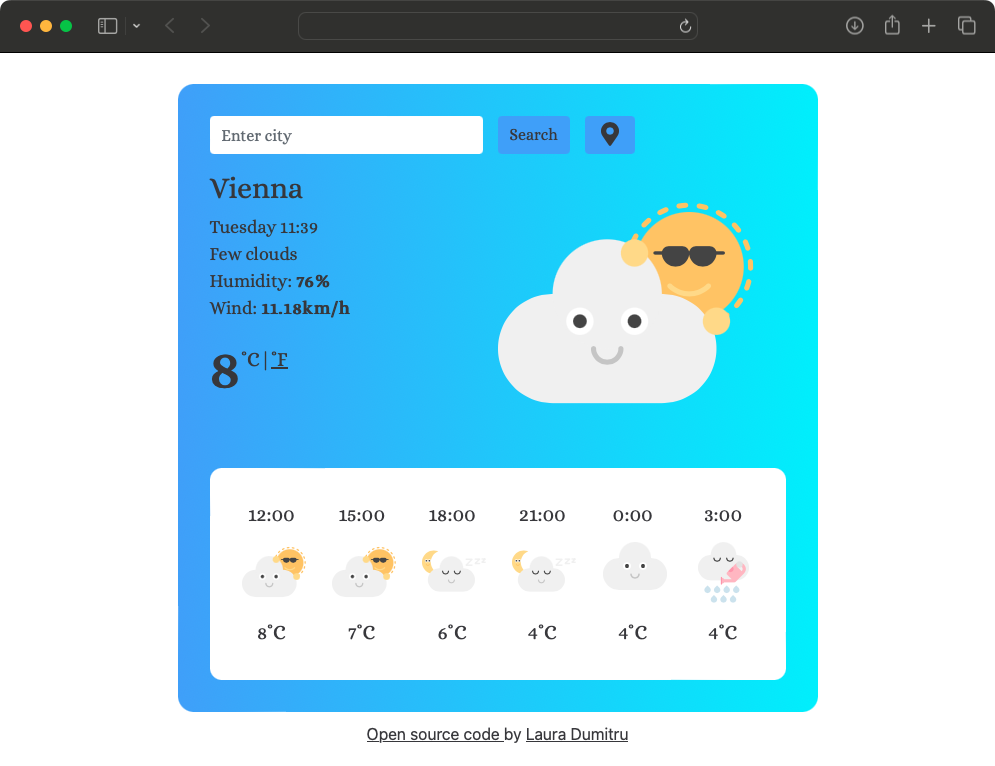 Enter city
Search
Vienna
Tuesday 11:39
Few clouds
Humidity: 76%
Wind: 11.18km/h
8°C|°F
12:00 15:00 18:00 21:00 0:00 3:00
zzz zzz
8°C 7°C 6°C 4°C 4°C 4°C
Open source code by Laura Dumitru